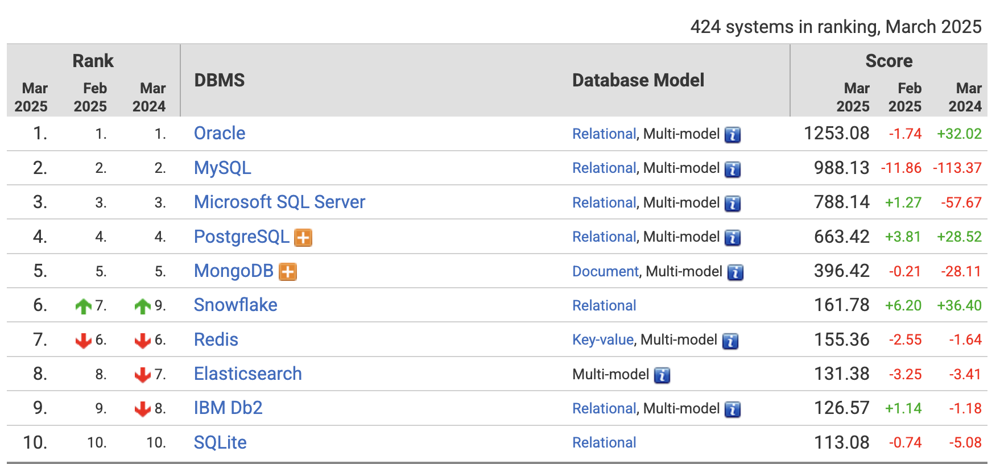 424 systems in ranking, March 2025
Rank DBMS Database Model Score
Mar 2025 Feb 2025 Mar 2024 Mar 2025 Feb 2025 Mar 2024
1. 1. 1. Oracle Relational, Multi-model i 1253.08 -1.74 +32.02
2. 2. 2. MySQL Relational, Multi-model i 988.13 -11.86 -113.37
3. 3. 3. Microsoft SQL Server Relational, Multi-model i 788.14 +1.27 -57.67
4. 4. 4. PostgreSQL Relational, Multi-model i 663.42 +3.81 +28.52
5. 5. 5. MongoDB Document, Multi-model i 396.42 -0.21 -28.11
6. 7. 9. Snowflake Relational 161.78 +6.20 +36.40
7. 6. 6. Redis Key-value, Multi-model i 155.36 -2.55 -1.64
8. 8. 7. Elasticsearch Multi-model i 131.38 -3.25 -3.41
9. 9. 8. IBM Db2 Relational, Multi-model i 126.57 +1.14 -1.18
10. 10. 10. SQLite Relational 113.08 -0.74 -5.08